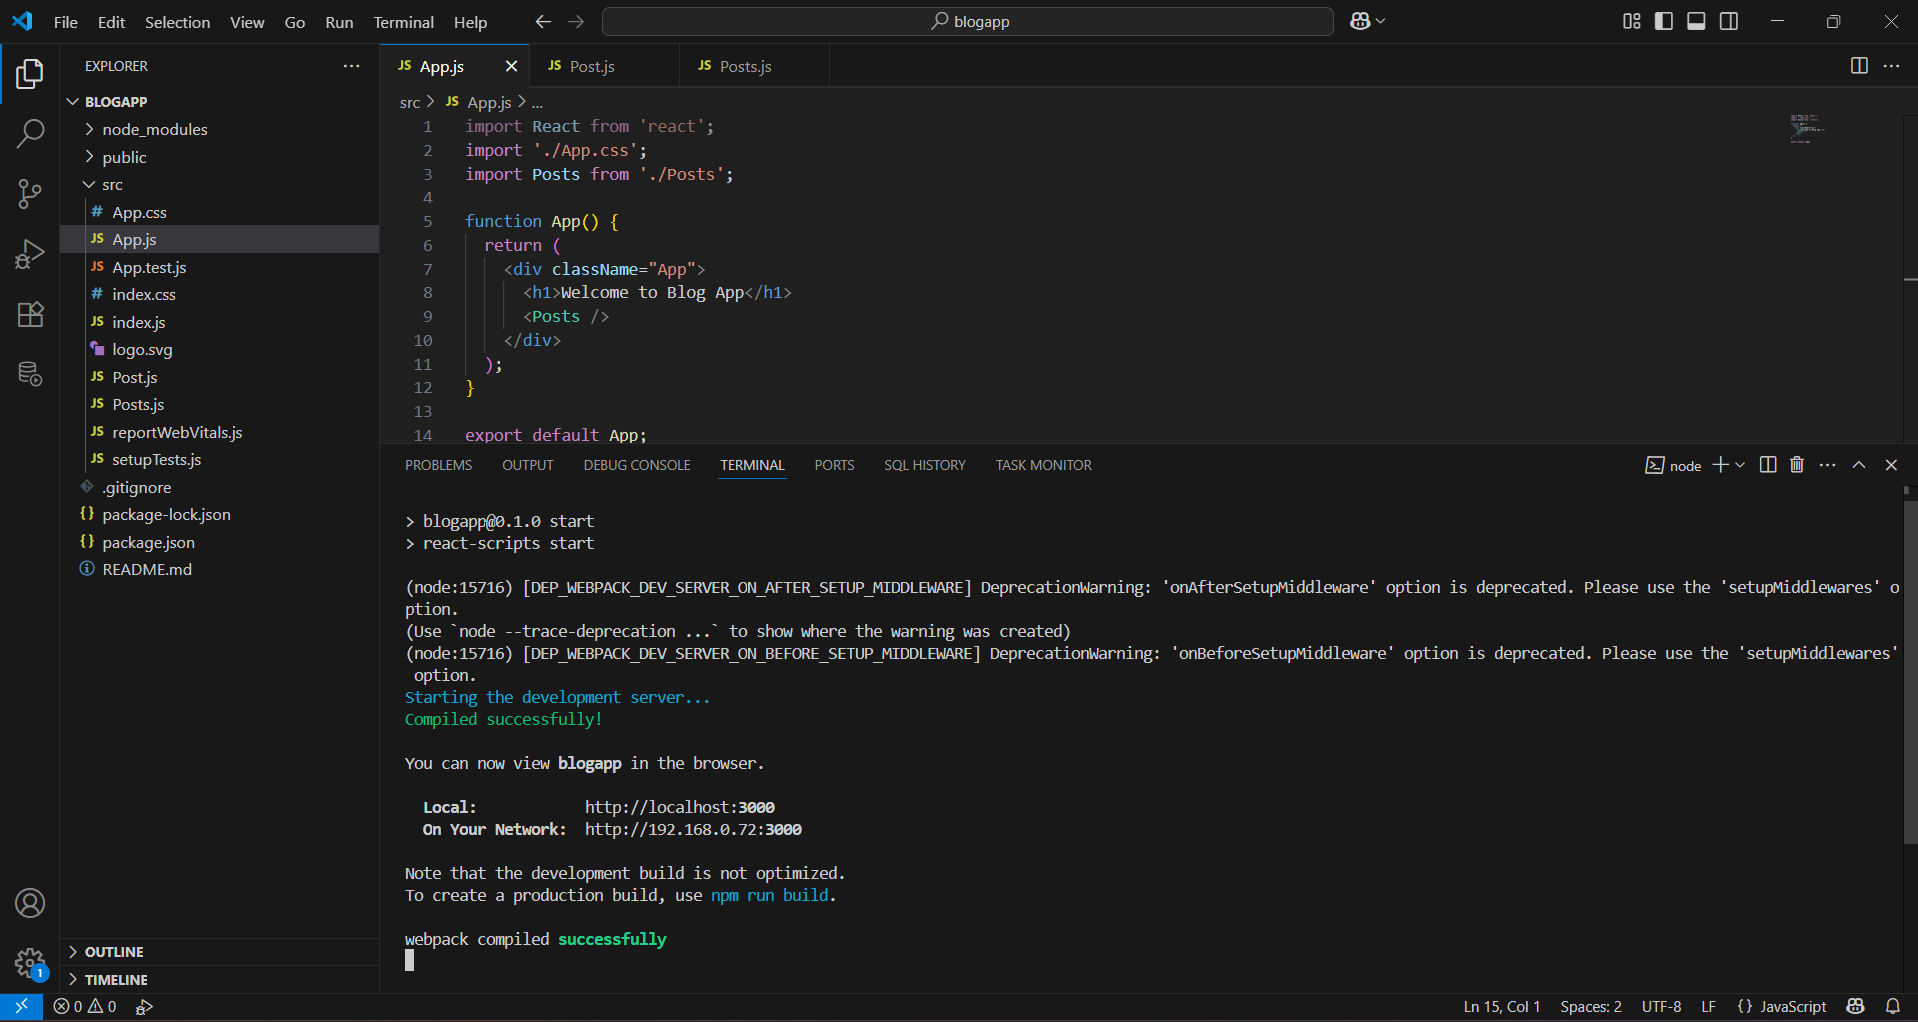 File Edit Selection View Go Run Terminal Help
blogapp
EXPLORER
BLOGAPP
node_modules
public
src
# App.css
JS App.js
JS App.test.js
# index.css
JS index.js
logo.svg
JS Post.js
JS Posts.js
JS reportWebVitals.js
JS setupTests.js
.gitignore
{} package-lock.json
{} package.json
README.md
OUTLINE
TIMELINE
JS App.js
JS Post.js
JS Posts.js
src > JS App.js > ...
1 import React from 'react';
2 import './App.css';
3 import Posts from './Posts';
4
5 function App() {
6 return (
7 <div className="App">
8 <h1>Welcome to Blog App</h1>
9 <Posts />
10 </div>
11 );
12 }
13
14 export default App;
PROBLEMS OUTPUT DEBUG CONSOLE TERMINAL PORTS SQL HISTORY TASK MONITOR
node
> blogapp@0.1.0 start
> react-scripts start
(node:15716) [DEP_WEBPACK_DEV_SERVER_ON_AFTER_SETUP_MIDDLEWARE] DeprecationWarning: 'onAfterSetupMiddleware' option is deprecated. Please use the 'setupMiddlewares' o
ption.
(Use `node --trace-deprecation ...` to show where the warning was created)
(node:15716) [DEP_WEBPACK_DEV_SERVER_ON_BEFORE_SETUP_MIDDLEWARE] DeprecationWarning: 'onBeforeSetupMiddleware' option is deprecated. Please use the 'setupMiddlewares'
option.
Starting the development server...
Compiled successfully!
You can now view blogapp in the browser.
Local: http://localhost:3000
On Your Network: http://192.168.0.72:3000
Note that the development build is not optimized.
To create a production build, use npm run build.
webpack compiled successfully
1
0 0
Ln 15, Col 1 Spaces: 2 UTF-8 LF {} JavaScript